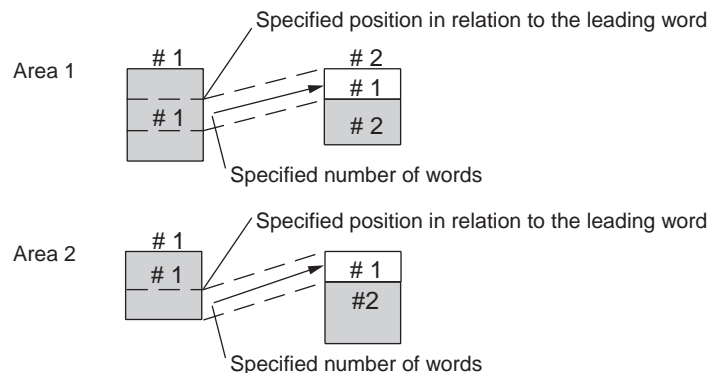 Specified position in relation to the leading word
Area 1
# 1
# 2
# 1
# 1
# 2
Specified number of words
Specified position in relation to the leading word
Area 2
# 1
# 1
# 1
#2
Specified number of words